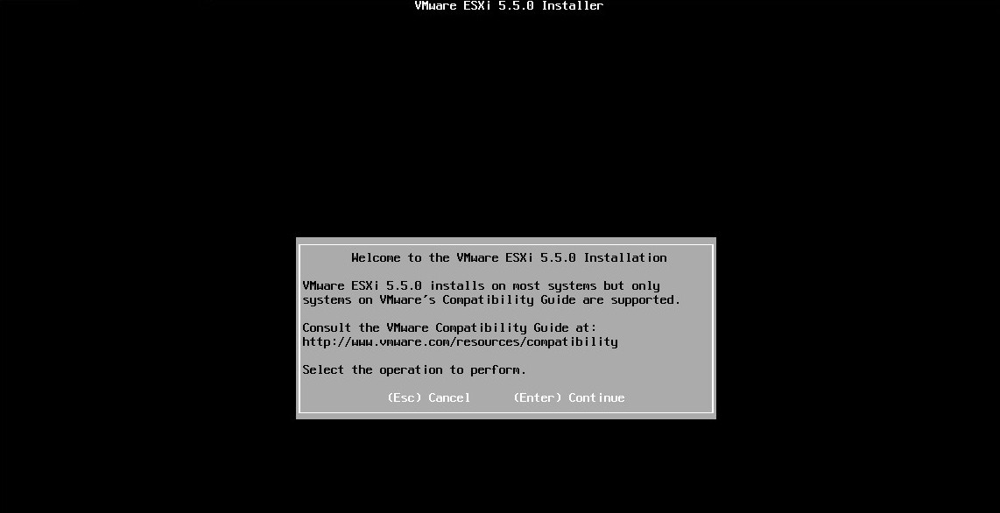 VMware ESXi 5.5.0 Installer
Welcome to the VMware ESXi 5.5.0 Installation
VMware ESXi 5.5.0 installs on most systems but only
systems on VMware's Compatibility Guide are supported.
Consult the VMware Compatibility Guide at:
http://www.vmware.com/resources/compatibility
Select the operation to perform.
(Esc) Cancel (Enter) Continue